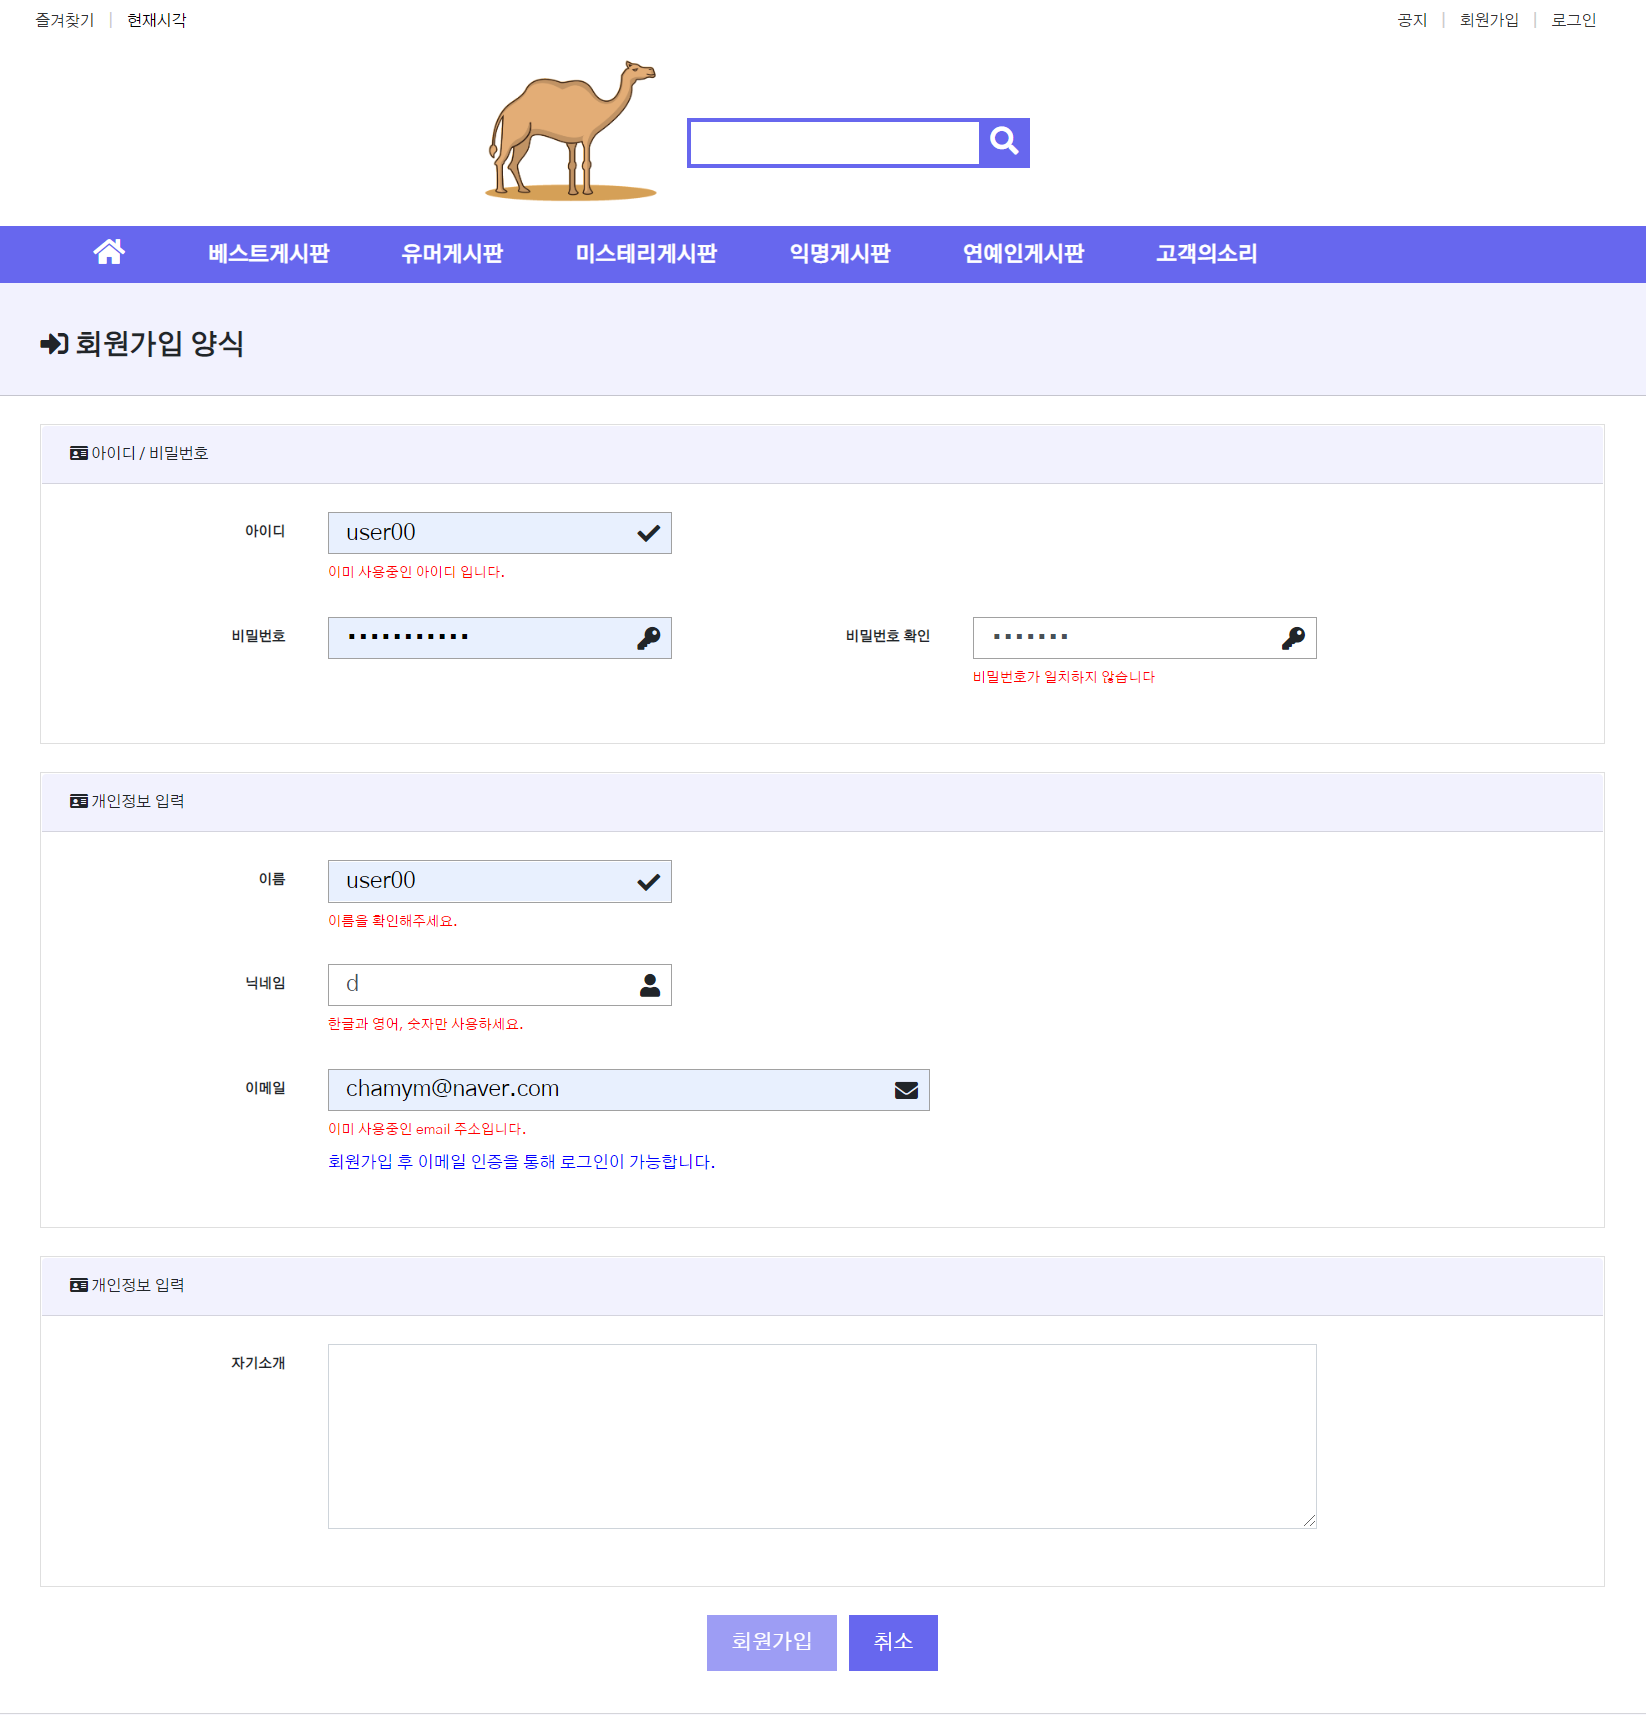 즐겨찾기 | 현재시각
공지 | 회원가입 | 로그인
베스트게시판 유머게시판 미스테리게시판 익명게시판 연예인게시판 고객의소리
회원가입 양식
아이디 / 비밀번호
아이디 user00
이미 사용중인 아이디 입니다.
비밀번호 비밀번호 확인
비밀번호가 일치하지 않습니다
개인정보 입력
이름 user00
이름을 확인해주세요.
닉네임 d
한글과 영어, 숫자만 사용하세요.
이메일 chamym@naver.com
이미 사용중인 email 주소입니다.
회원가입 후 이메일 인증을 통해 로그인이 가능합니다.
개인정보 입력
자기소개
회원가입 취소